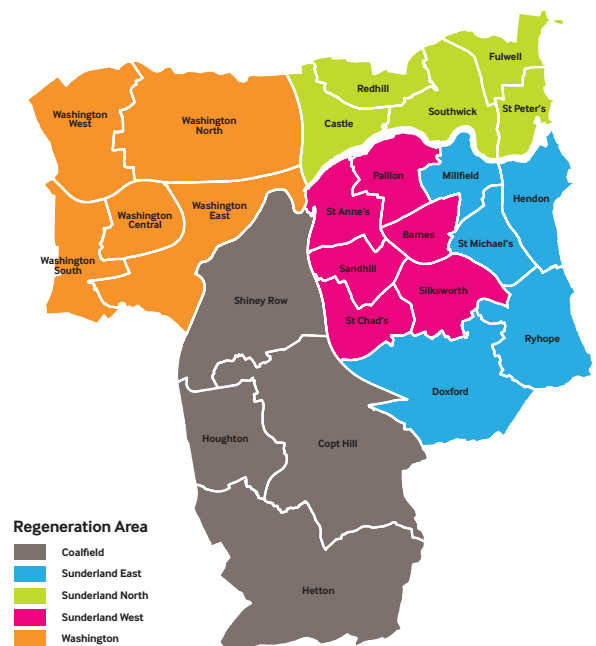 Fulwell
Redhill
St Peter's
Southwick
Castle
Washington
West
Washington
North
Pallion
Millfield
Hendon
St Anne's
Washington
East
Washington
Central
Barnes
St Michael's
Washington
South
Sandhill
Silksworth
Shiney Row
St Chad's
Ryhope
Doxford
Houghton
Copt Hill
Hetton
Regeneration Area
Coalfield
Sunderland East
Sunderland North
Sunderland West
Washington